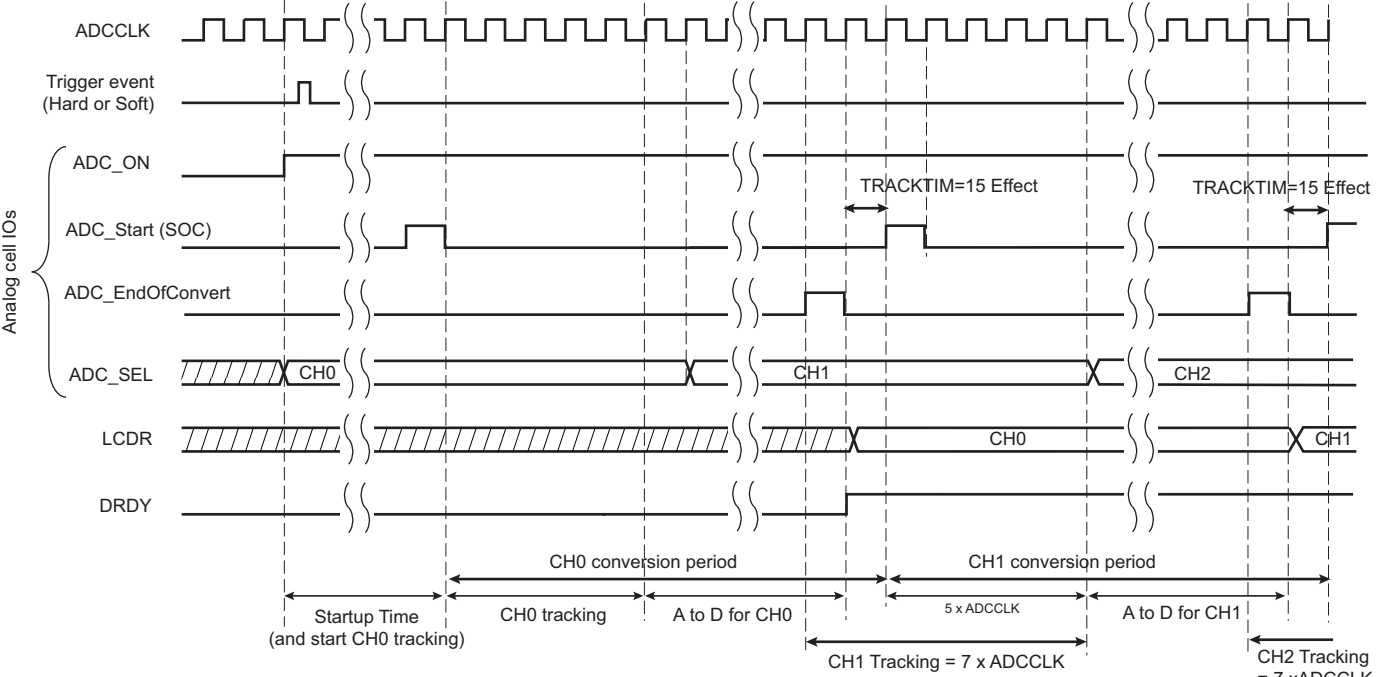 ADCCLK
Trigger event
(Hard or Soft)
Analog cell IOs
ADC_ON
TRACKTIM=15 Effect
TRACKTIM=15 Effect
ADC_Start (SOC)
ADC_EndOfConvert
ADC_SEL
CH0
CH1
CH2
LCDR
CH0
CH1
DRDY
CH0 conversion period
CH1 conversion period
Startup Time
(and start CH0 tracking)
CH0 tracking
A to D for CH0
5 x ADCCLK
A to D for CH1
CH1 Tracking = 7 x ADCCLK
CH2 Tracking
= 7 xADCCLK